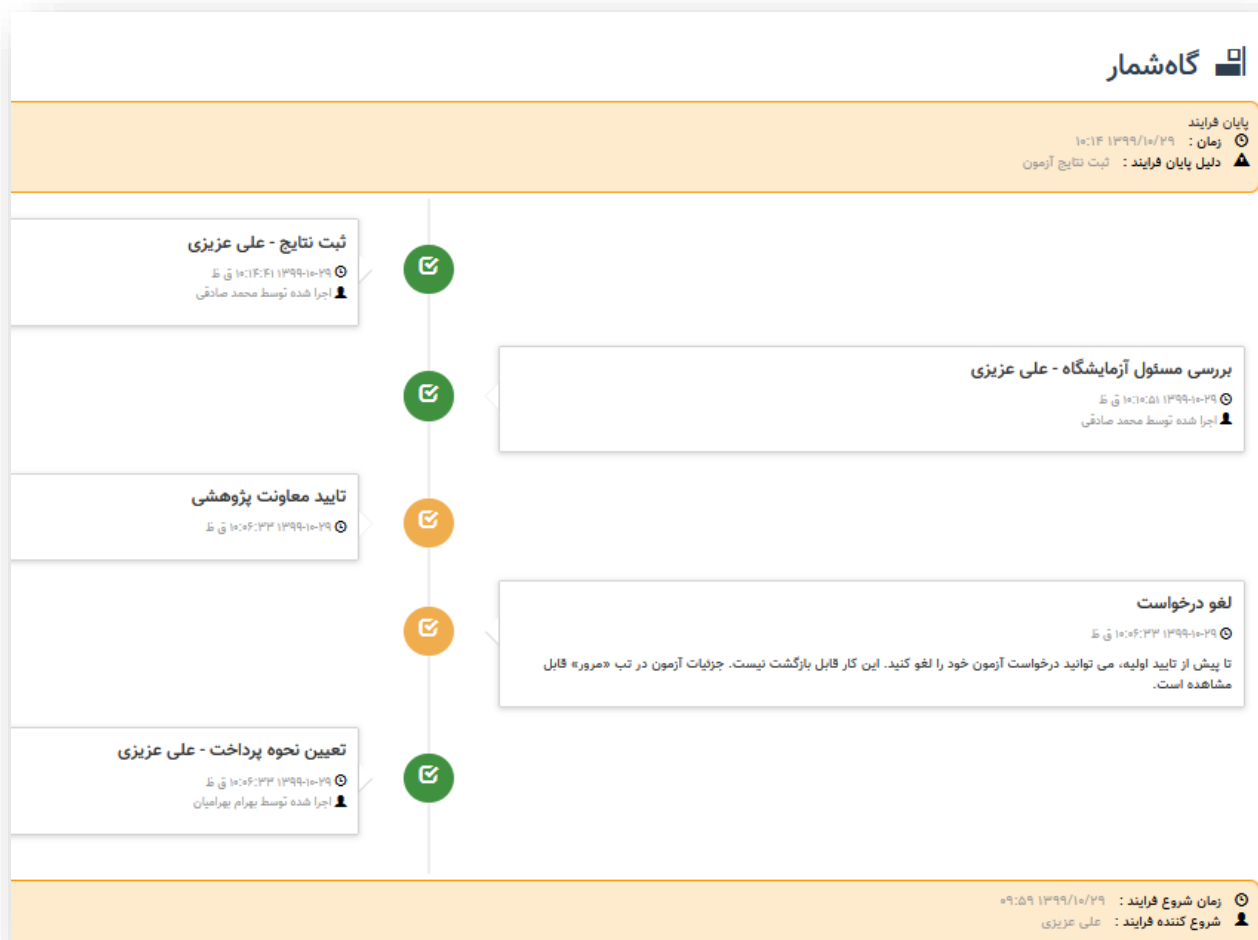 گاه‌شمار
پایان فرایند
زمان : ۱۳۹۹/۱۰/۲۹ ۱۰:۱۴
دلیل پایان فرایند : ثبت نتایج آزمون
ثبت نتایج - علی عزیزی
۱۳۹۹-۱۰-۲۹ ۱۰:۱۴:۴۱ ق ظ
اجرا شده توسط محمد صادقی
بررسی مسئول آزمایشگاه - علی عزیزی
۱۳۹۹-۱۰-۲۹ ۱۰:۱۰:۵۱ ق ظ
اجرا شده توسط محمد صادقی
تایید معاونت پژوهشی
۱۳۹۹-۱۰-۲۹ ۱۰:۰۶:۳۳ ق ظ
لغو درخواست
۱۳۹۹-۱۰-۲۹ ۱۰:۰۶:۳۳ ق ظ
تا پیش از تایید اولیه، می توانید درخواست آزمون خود را لغو کنید. این کار قابل بازگشت نیست. جزئیات آزمون در تب «مرور» قابل
مشاهده است.
تعیین نحوه پرداخت - علی عزیزی
۱۳۹۹-۱۰-۲۹ ۱۰:۰۶:۳۳ ق ظ
اجرا شده توسط بهرام بهرامیان
زمان شروع فرایند : ۱۳۹۹/۱۰/۲۹ ۰۹:۵۹
شروع کننده فرایند : علی عزیزی